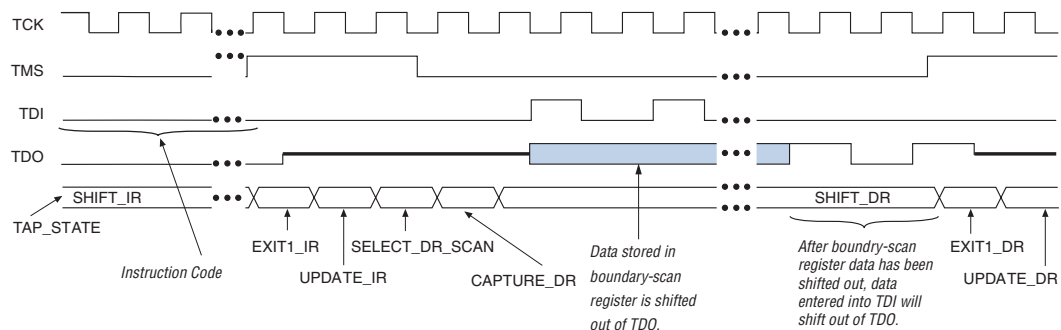 TCK
TMS
TDI
TDO
SHIFT_IR
SHIFT_DR
TAP_STATE
EXIT1_IR
SELECT_DR_SCAN
Instruction Code
UPDATE_IR
CAPTURE_DR
Data stored in
boundary-scan
register is shifted
out of TDO.
After boundry-scan
register data has been
shifted out, data
entered into TDI will
shift out of TDO.
EXIT1_DR
UPDATE_DR